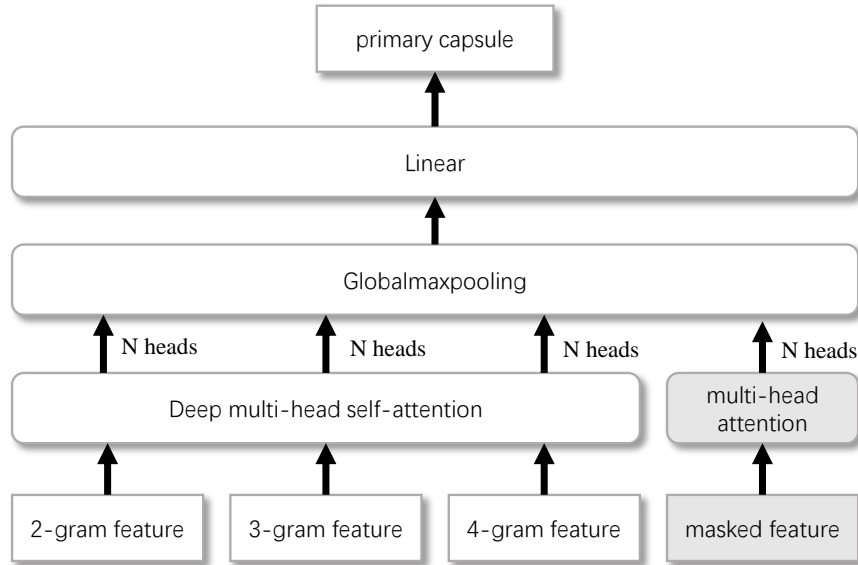 primary capsule
Linear
Globalmaxpooling
N heads
N heads
N heads
N heads
Deep multi-head self-attention
multi-head
attention
2-gram feature
3-gram feature
4-gram feature
masked feature